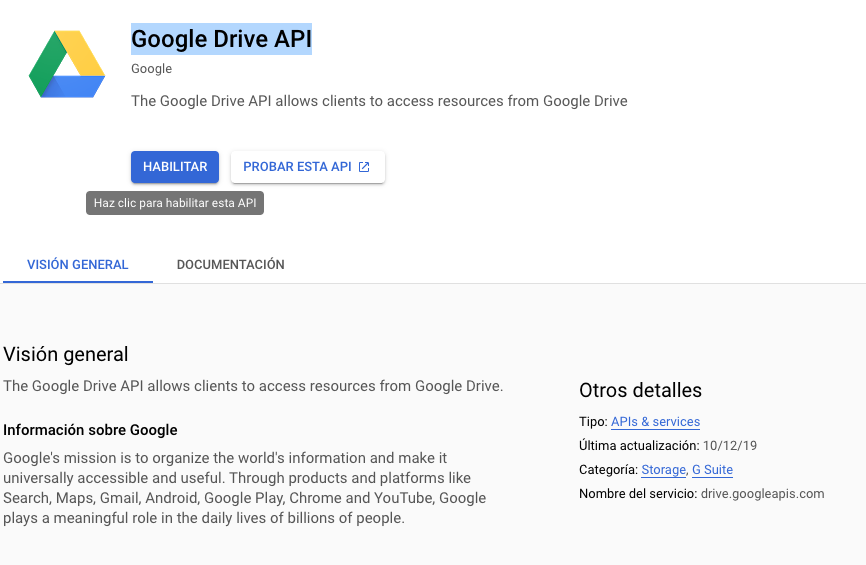 Google Drive API
Google
The Google Drive API allows clients to access resources from Google Drive
HABILITAR
PROBAR ESTA API
Haz clic para habilitar esta API
VISIÓN GENERAL
DOCUMENTACIÓN
Visión general
The Google Drive API allows clients to access resources from Google Drive.
Información sobre Google
Google's mission is to organize the world's information and make it
universally accessible and useful. Through products and platforms like
Search, Maps, Gmail, Android, Google Play, Chrome and YouTube, Google
plays a meaningful role in the daily lives of billions of people.
Otros detalles
Tipo: APIs & services
Última actualización: 10/12/19
Categoría: Storage, G Suite
Nombre del servicio: drive.googleapis.com